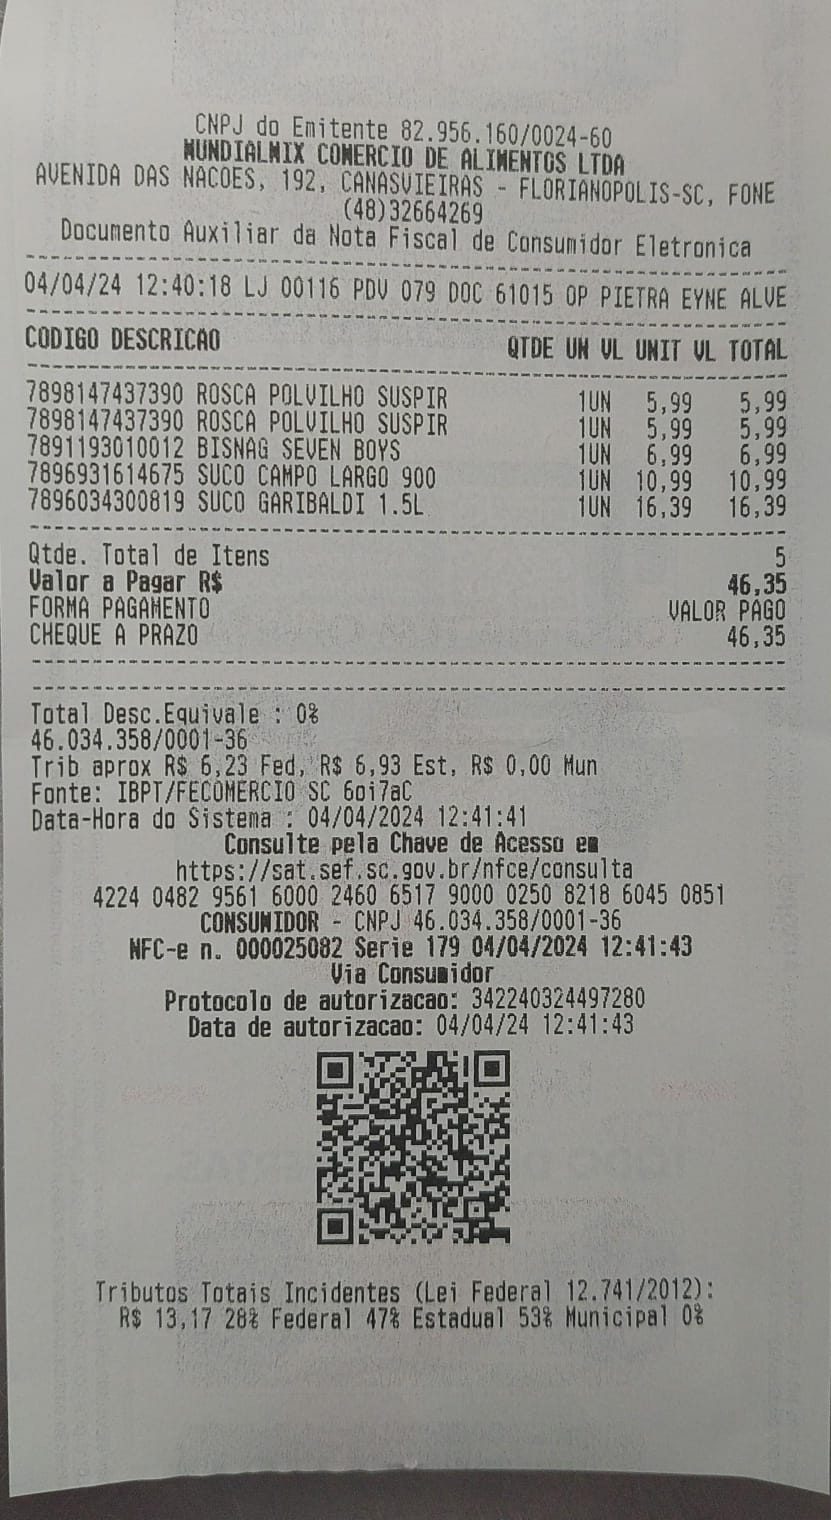 CNPJ do Emitente 82.956.160/0024-60
MUNDIALMIX COMERCIO DE ALIMENTOS LTDA
AVENIDA DAS NACOES, 192, CANASVIEIRAS - FLORIANOPOLIS-SC, FONE
(48)32664269
Documento Auxiliar da Nota Fiscal de Consumidor Eletronica
04/04/24 12:40:18 LJ 00116 PDV 079 DOC 61015 OP PIETRA EYNE ALVE
CODIGO DESCRICAO QTDE UN VL UNIT VL TOTAL
7898147437390 ROSCA POLVILHO SUSPIR 1UN 5,99 5,99
7898147437390 ROSCA POLVILHO SUSPIR 1UN 5,99 5,99
7891193010012 BISNAG SEVEN BOYS 1UN 6,99 6,99
7896931614675 SUCO CAMPO LARGO 900 1UN 10,99 10,99
7896034300819 SUCO GARIBALDI 1.5L 1UN 16,39 16,39
Qtde. Total de Itens 5
Valor a Pagar R$ 46,35
FORMA PAGAMENTO VALOR PAGO
CHEQUE A PRAZO 46,35
Total Desc.Equivale : 0%
46.034.358/0001-36
Trib aprox R$ 6,23 Fed, R$ 6,93 Est, R$ 0,00 Mun
Fonte: IBPT/FECOMERCIO SC 6oi7aC
Data-Hora do Sistema : 04/04/2024 12:41:41
Consulte pela Chave de Acesso em
https://sat.sef.sc.gov.br/nfce/consulta
4224 0482 9561 6000 2460 6517 9000 0250 8218 6045 0851
CONSUMIDOR - CNPJ 46.034.358/0001-36
NFC-e n. 000025082 Serie 179 04/04/2024 12:41:43
Via Consumidor
Protocolo de autorizacao: 342240324497280
Data de autorizacao: 04/04/24 12:41:43
Tributos Totais Incidentes (Lei Federal 12.741/2012):
R$ 13,17 28% Federal 47% Estadual 53% Municipal 0%